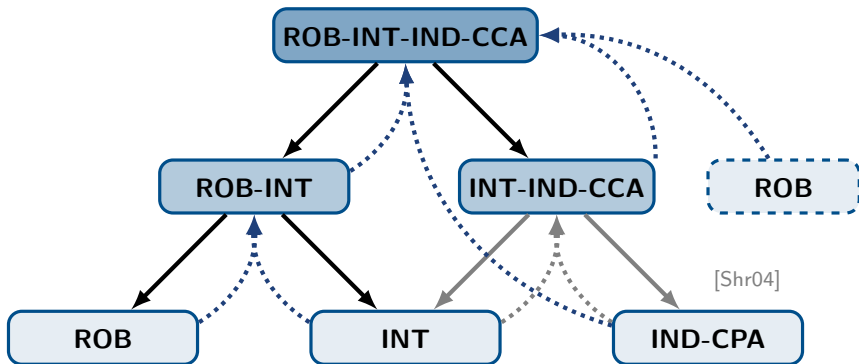 ROB-INT-IND-CCA
ROB-INT
INT-IND-CCA
ROB
[Shr04]
ROB
INT
IND-CPA